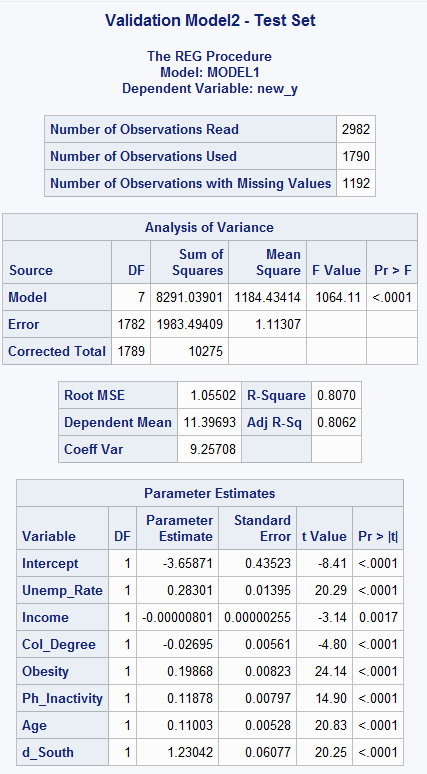 Validation Model2 - Test Set
The REG Procedure
Model: MODEL1
Dependent Variable: new_y
Number of Observations Read 2982
Number of Observations Used 1790
Number of Observations with Missing Values 1192
Analysis of Variance
Source DF Sum of Squares Mean Square F Value Pr > F
Model 7 8291.03901 1184.43414 1064.11 <.0001
Error 1782 1983.49409 1.11307
Corrected Total 1789 10275
Root MSE 1.05502 R-Square 0.8070
Dependent Mean 11.39693 Adj R-Sq 0.8062
Coeff Var 9.25708
Parameter Estimates
Variable DF Parameter Estimate Standard Error t Value Pr > |t|
Intercept 1 -3.65871 0.43523 -8.41 <.0001
Unemp_Rate 1 0.28301 0.01395 20.29 <.0001
Income 1 -0.00000801 0.00000255 -3.14 0.0017
Col_Degree 1 -0.02695 0.00561 -4.80 <.0001
Obesity 1 0.19868 0.00823 24.14 <.0001
Ph_Inactivity 1 0.11878 0.00797 14.90 <.0001
Age 1 0.11003 0.00528 20.83 <.0001
d_South 1 1.23042 0.06077 20.25 <.0001